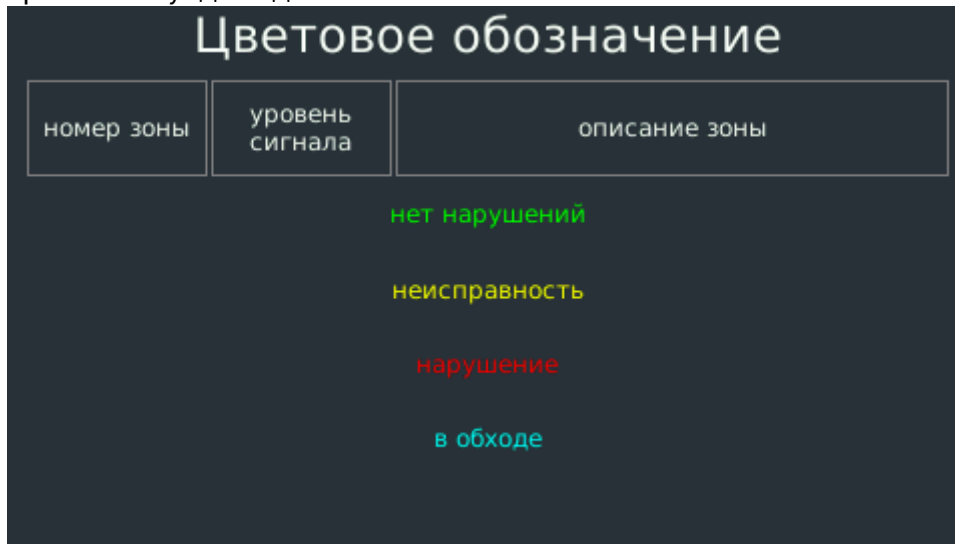 Цветовое обозначение
номер зоны
уровень
сигнала
описание зоны
нет нарушений
неисправность
нарушение
в обходе